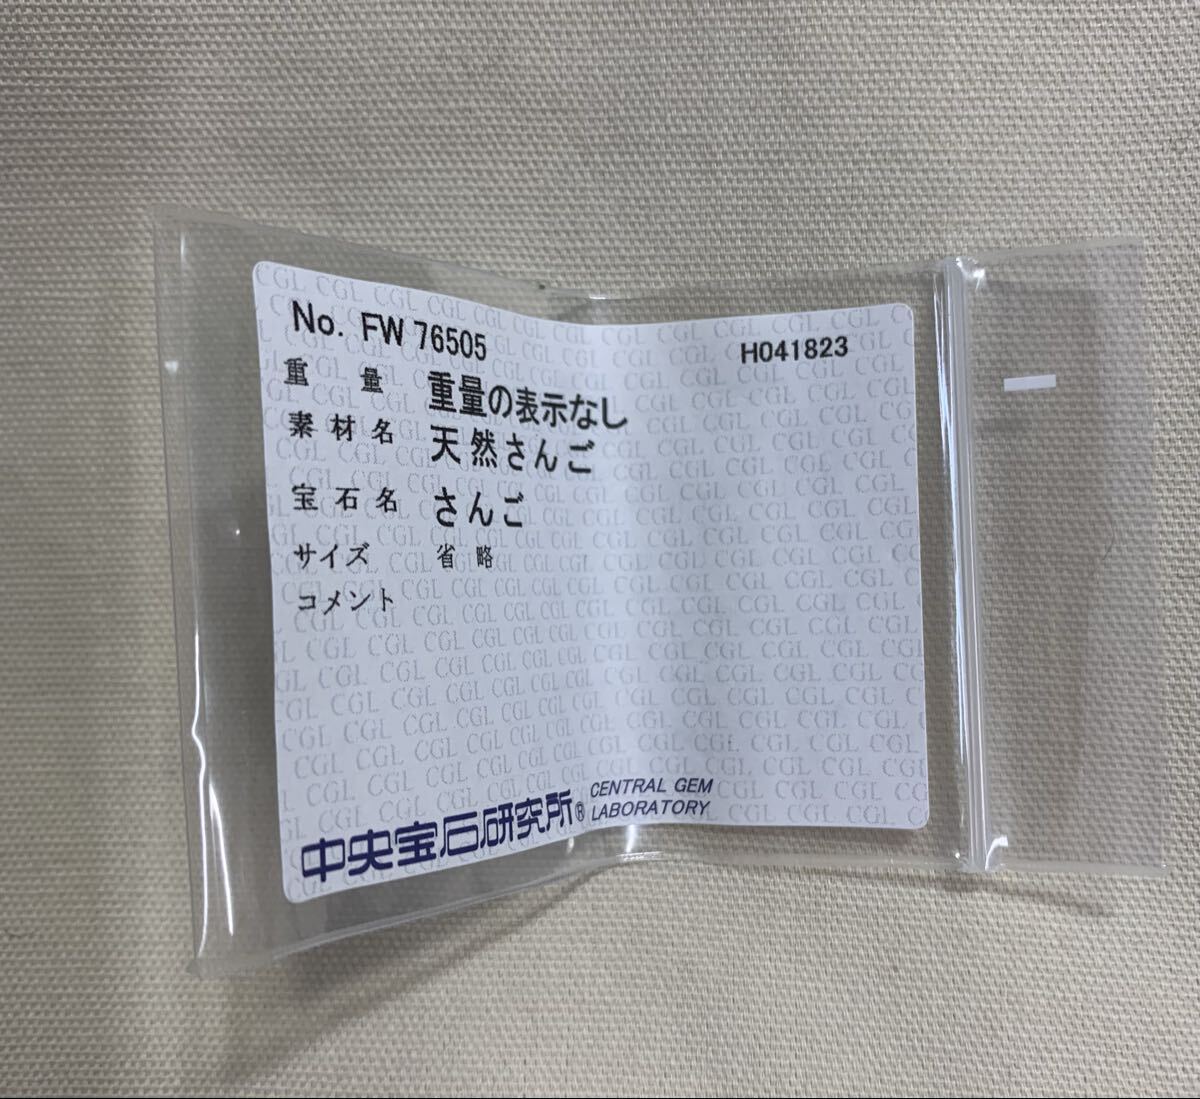 No. FW 76505 H041823
重 量 重量の表示なし
素 材 名 天然さんご
宝 石 名 さんご
サイズ 省 略
コメント
中央宝石研究所® CENTRAL GEM
LABORATORY